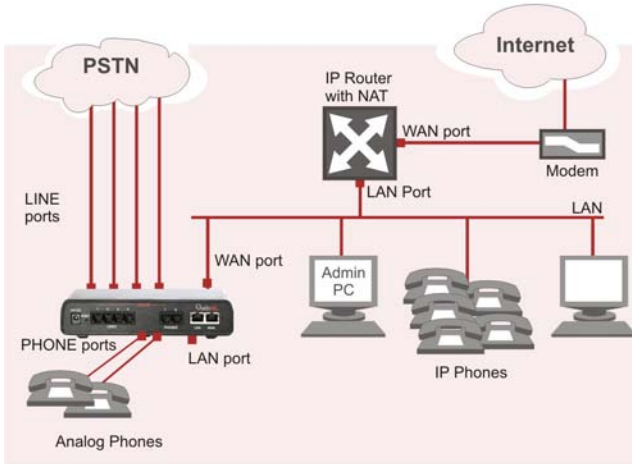 Internet
PSTN
IP Router
with NAT
WAN port
Modem
LAN Port
LINE
ports
LAN
WAN port
Admin
PC
PHONE ports
LAN port
IP Phones
Analog Phones